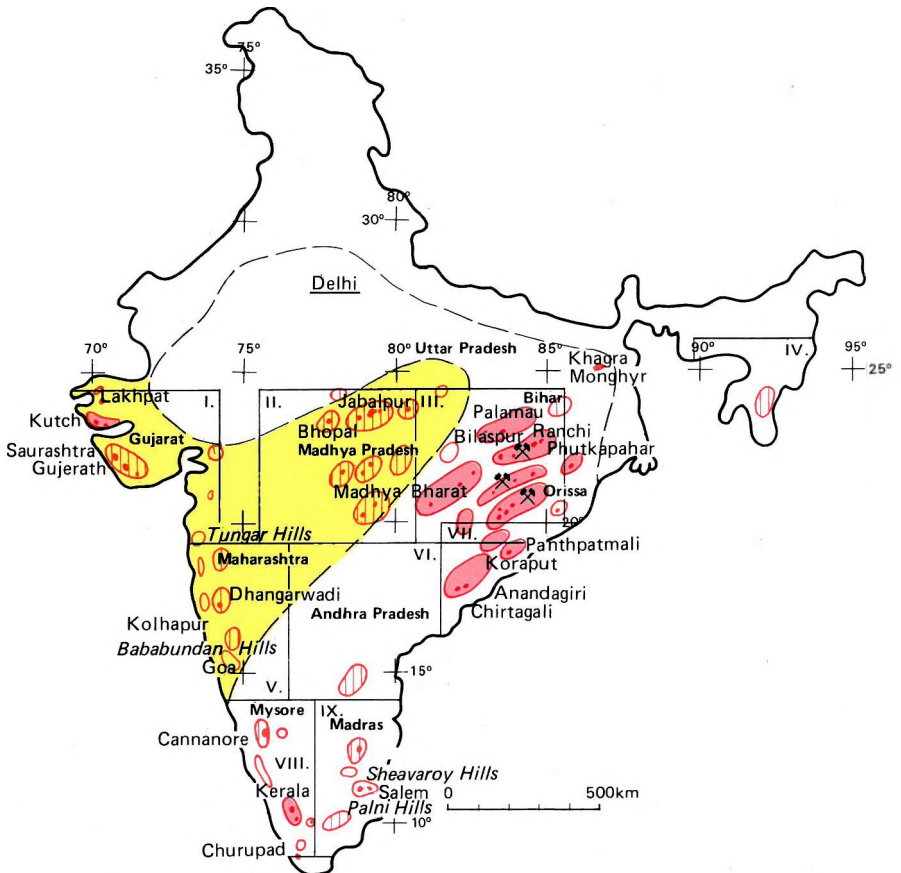 75°
35°
80°
30°
Delhi
70°
75°
80°
Uttar Pradesh
85°
Khagra
Monghyr
90°
IV.
95°
25°
Lakhpat
I.
II.
Jabalpur
III.
Bihar
Kutch
Palamau
Gujarat
Bhopal
Bilaspur
Ranchi
Saurashtra
Gujerath
Madhya Pradesh
Phutkapahar
Madhya Bharat
Orissa
20°
Tungar Hills
VII.
VI.
Panthpatmali
Maharashtra
Koraput
Dhangarwadi
Anandagiri
Andhra Pradesh
Chirtagali
Kolhapur
Bababundan Hills
Goa
15°
V.
Mysore
IX.
Madras
Cannanore
VIII.
Sheavaroy Hills
Kerala
Salem
0
500km
Palni Hills
10°
Churupad